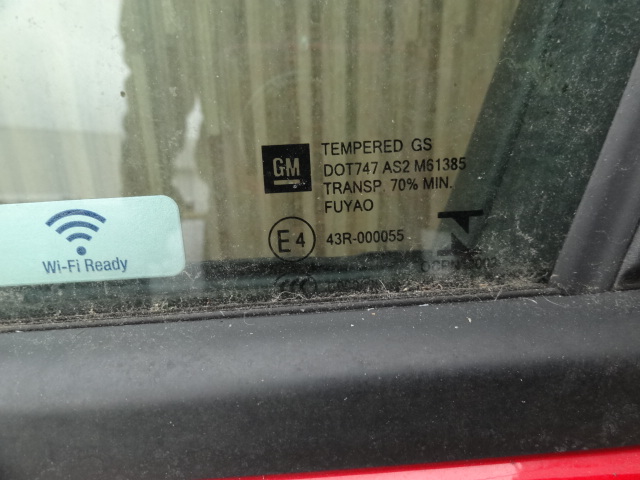 GM
TEMPERED GS
DOT747 AS2 M61385
TRANSP. 70% MIN.
FUYAO
E4
43R-000055
Wi-Fi Ready